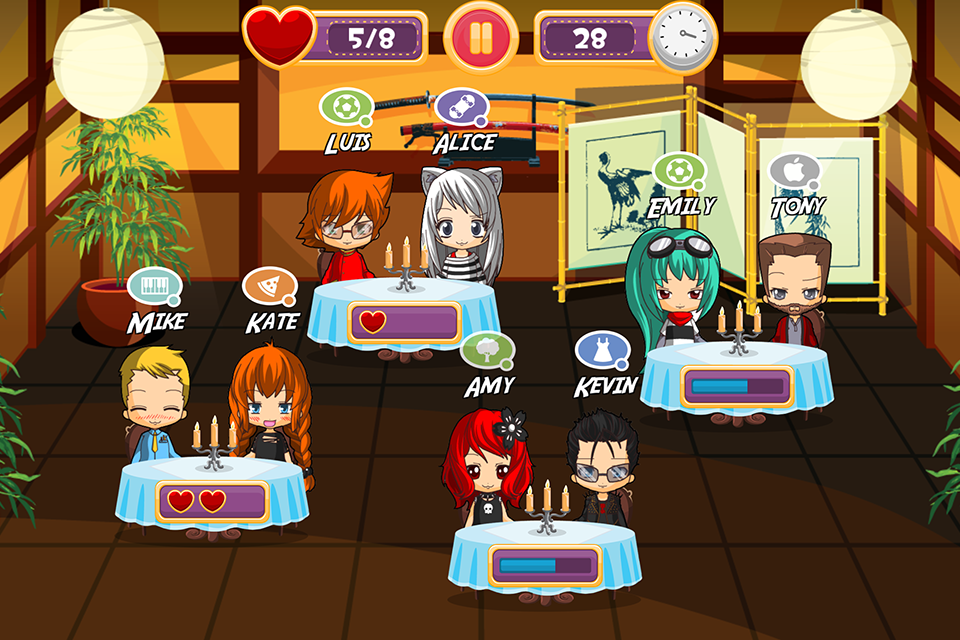 5/8
28
LUIS
ALICE
EMILY
TONY
MIKE
KATE
AMY
KEVIN